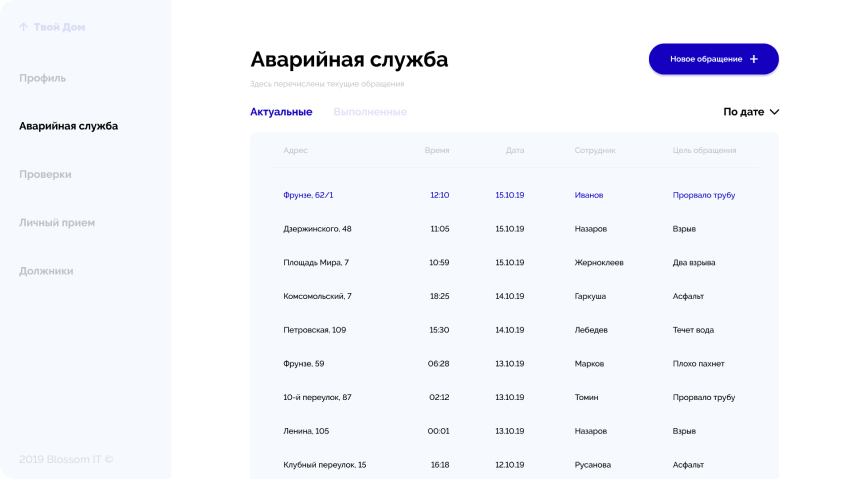 ↑ Твой Дом
Профиль
Аварийная служба
Проверки
Личный прием
Должники
2019 Blossom IT ©
Аварийная служба
Новое обращение +
Здесь перечислены текущие обращения
Актуальные Выполненные По дате
Адрес Время Дата Сотрудник Цель обращения
Фрунзе, 62/1 12:10 15.10.19 Иванов Прорвало трубу
Дзержинского, 48 11:05 15.10.19 Назаров Взрыв
Площадь Мира, 7 10:59 15.10.19 Жерноклеев Два взрыва
Комсомольский, 7 18:25 14.10.19 Гаркуша Асфальт
Петровская, 109 15:30 14.10.19 Лебедев Течет вода
Фрунзе, 59 06:28 13.10.19 Марков Плохо пахнет
10-й переулок, 87 02:12 13.10.19 Томин Прорвало трубу
Ленина, 105 00:01 13.10.19 Назаров Взрыв
Клубный переулок, 15 16:18 12.10.19 Русанова Асфальт